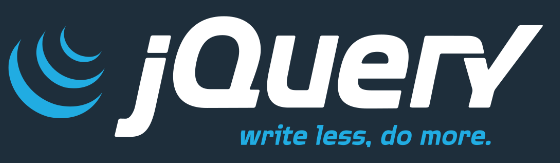 jQuery
write less, do more.